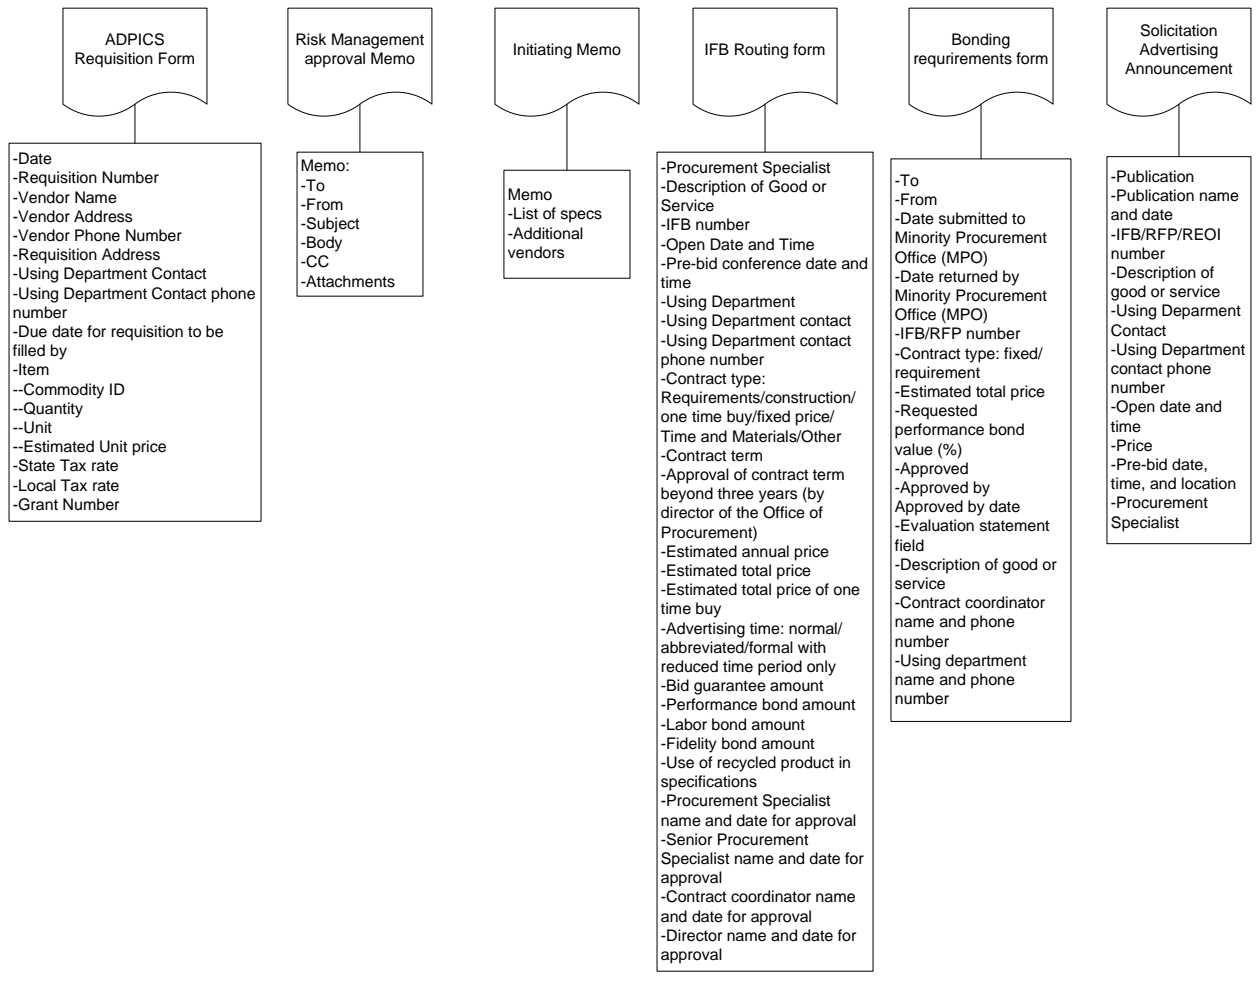 ADPICS
Requisition Form
-Date
-Requisition Number
-Vendor Name
-Vendor Address
-Vendor Phone Number
-Requisition Address
-Using Department Contact
-Using Department Contact phone
number
-Due date for requisition to be
filled by
-Item
--Commodity ID
--Quantity
--Unit
--Estimated Unit price
-State Tax rate
-Local Tax rate
-Grant Number
Risk Management
approval Memo
Memo:
-To
-From
-Subject
-Body
-CC
-Attachments
Initiating Memo
Memo
-List of specs
-Additional
vendors
IFB Routing form
-Procurement Specialist
-Description of Good or
Service
-IFB number
-Open Date and Time
-Pre-bid conference date and
time
-Using Department
-Using Department contact
-Using Department contact
phone number
-Contract type:
Requirements/construction/
one time buy/fixed price/
Time and Materials/Other
-Contract term
-Approval of contract term
beyond three years (by
director of the Office of
Procurement)
-Estimated annual price
-Estimated total price
-Estimated total price of one
time buy
-Advertising time: normal/
abbreviated/formal with
reduced time period only
-Bid guarantee amount
-Performance bond amount
-Labor bond amount
-Fidelity bond amount
-Use of recycled product in
specifications
-Procurement Specialist
name and date for approval
-Senior Procurement
Specialist name and date for
approval
-Contract coordinator name
and date for approval
-Director name and date for
approval
Bonding
requrirements form
-To
-From
-Date submitted to
Minority Procurement
Office (MPO)
-Date returned by
Minority Procurement
Office (MPO)
-IFB/RFP number
-Contract type: fixed/
requirement
-Estimated total price
-Requested
performance bond
value (%)
-Approved
-Approved by
Approved by date
-Evaluation statement
field
-Description of good or
service
-Contract coordinator
name and phone
number
-Using department
name and phone
number
Solicitation
Advertising
Announcement
-Publication
-Publication name
and date
-IFB/RFP/REOI
number
-Description of
good or service
-Using Deparment
Contact
-Using Department
contact phone
number
-Open date and
time
-Price
-Pre-bid date,
time, and location
-Procurement
Specialist